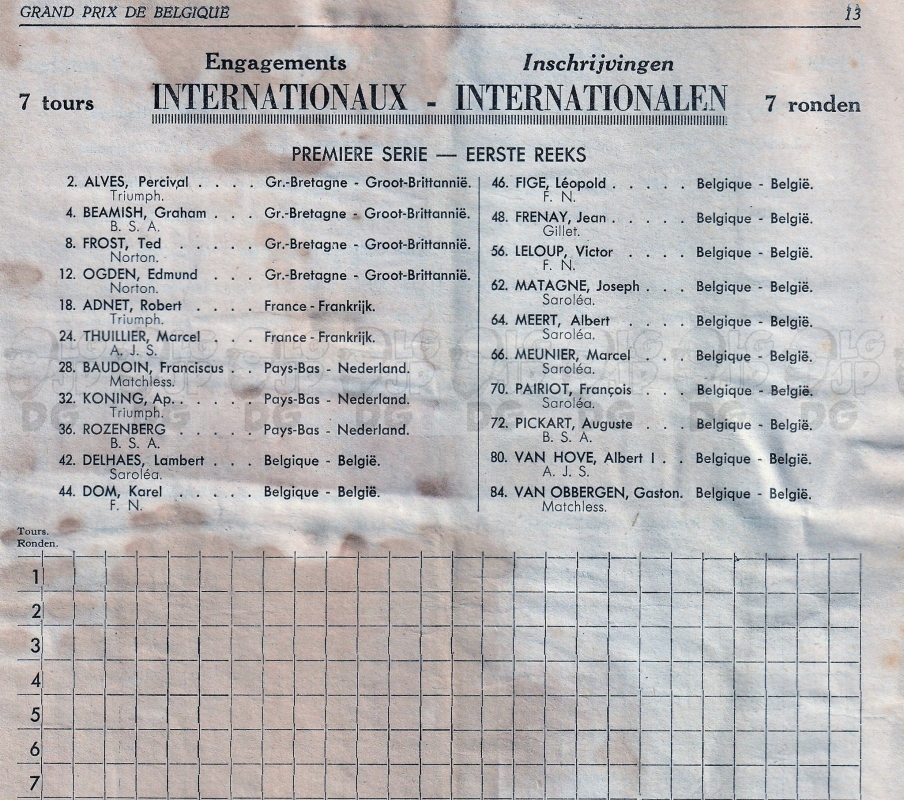 GRAND PRIX DE BELGIQUE 13
Engagements Inschrijvingen
7 tours INTERNATIONAUX - INTERNATIONALEN 7 ronden
PREMIERE SERIE — EERSTE REEKS
2. ALVES, Percival . . . . Gr.-Bretagne - Groot-Brittannië.
Triumph.
4. BEAMISH, Graham . . . Gr.-Bretagne - Groot-Brittannië.
B. S. A.
8. FROST, Ted . . . . . Gr.-Bretagne - Groot-Brittannië.
Norton.
12. OGDEN, Edmund . . . Gr.-Bretagne - Groot-Brittannië.
Norton.
18. ADNET, Robert . . . . France - Frankrijk.
Triumph.
24. THUILLIER, Marcel . . . France - Frankrijk.
A. J. S.
28. BAUDOIN, Franciscus . . Pays-Bas - Nederland.
Matchless.
32. KONING, Ap. . . . . . Pays-Bas - Nederland.
Triumph.
36. ROZENBERG . . . . . Pays-Bas - Nederland.
B. S. A.
42. DELHAES, Lambert . . . Belgique - België.
Saroléa.
44. DOM, Karel . . . . . Belgique - België.
F. N.
46. FIGE, Léopold . . . . . Belgique - België.
F. N.
48. FRENAY, Jean . . . . . Belgique - België.
Gillet.
56. LELOUP, Victor . . . . Belgique - België.
F. N.
62. MATAGNE, Joseph . . . Belgique - België.
Saroléa.
64. MEERT, Albert . . . . Belgique - België.
Saroléa.
66. MEUNIER, Marcel . . . Belgique - België.
Saroléa.
70. PAIRIOT, François . . . Belgique - België.
Saroléa.
72. PICKART, Auguste . . . Belgique - België.
B. S. A.
80. VAN HOVE, Albert I . . Belgique - België.
A. J. S.
84. VAN OBBERGEN, Gaston. Belgique - België.
Matchless.
Tours.
Ronden.
1
2
3
4
5
6
7